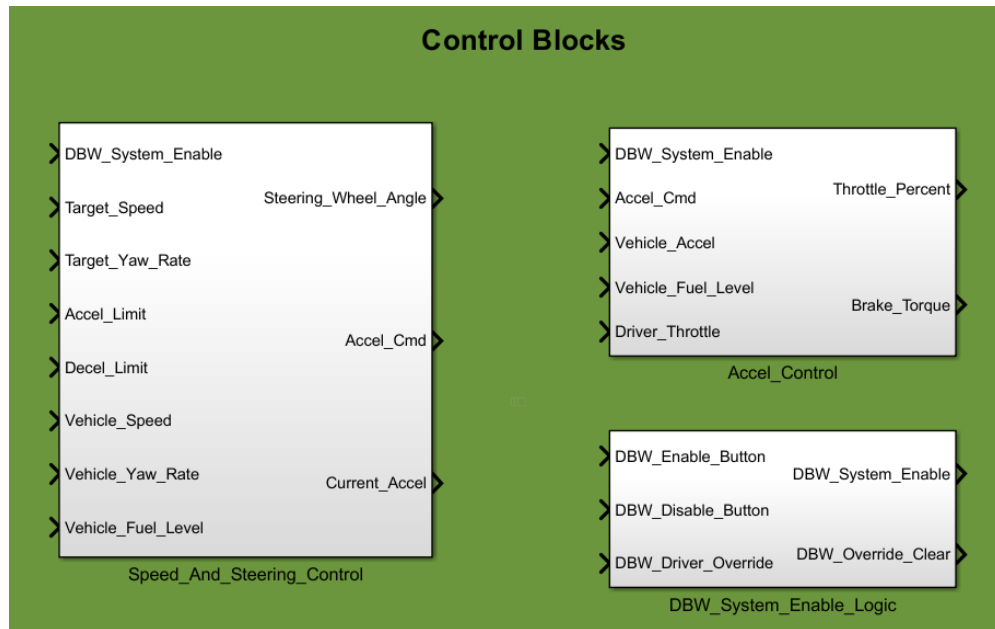 Control Blocks
DBW_System_Enable
Target_Speed
Target_Yaw_Rate
Accel_Limit
Decel_Limit
Vehicle_Speed
Vehicle_Yaw_Rate
Vehicle_Fuel_Level
Steering_Wheel_Angle
Accel_Cmd
Current_Accel
Speed_And_Steering_Control
DBW_System_Enable
Accel_Cmd
Vehicle_Accel
Vehicle_Fuel_Level
Driver_Throttle
Throttle_Percent
Brake_Torque
Accel_Control
DBW_Enable_Button
DBW_Disable_Button
DBW_Driver_Override
DBW_System_Enable
DBW_Override_Clear
DBW_System_Enable_Logic